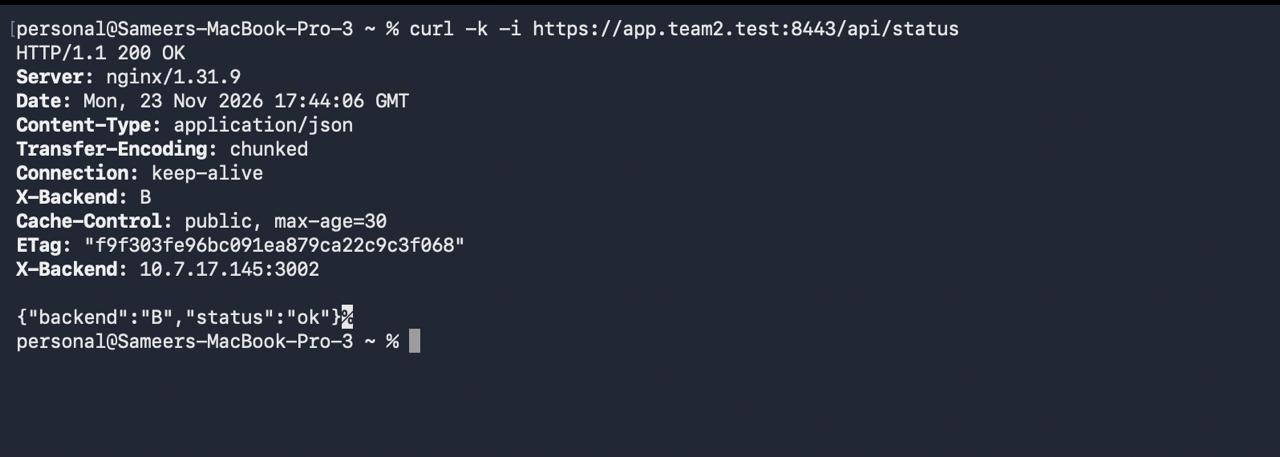 [personal@Sameers-MacBook-Pro-3 ~ % curl -k -i https://app.team2.test:8443/api/status
HTTP/1.1 200 OK
Server: nginx/1.31.9
Date: Mon, 23 Nov 2026 17:44:06 GMT
Content-Type: application/json
Transfer-Encoding: chunked
Connection: keep-alive
X-Backend: B
Cache-Control: public, max-age=30
ETag: "f9f303fe96bc091ea879ca22c9c3f068"
X-Backend: 10.7.17.145:3002

{"backend":"B","status":"ok"}%
personal@Sameers-MacBook-Pro-3 ~ %